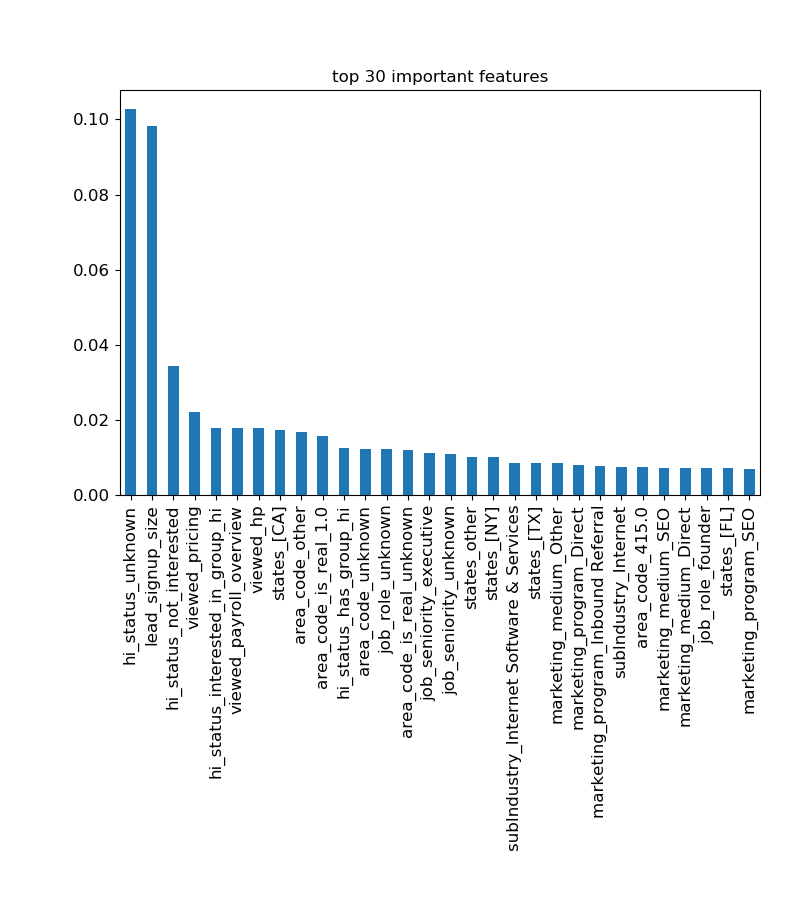 top 30 important features
0.10
0.08
0.06
0.04
0.02
0.00
hi_status_unknown
lead_signup_size
hi_status_not_interested
viewed_pricing
hi_status_interested_in_group_hi
viewed_payroll_overview
viewed_hp
states_[CA]
area_code_other
area_code_is_real_1.0
hi_status_has_group_hi
area_code_unknown
job_role_unknown
area_code_is_real_unknown
job_seniority_executive
job_seniority_unknown
states_other
states_[NY]
subIndustry_Internet Software & Services
states_[TX]
marketing_medium_Other
marketing_program_Direct
marketing_program_Inbound Referral
subIndustry_Internet
area_code_415.0
marketing_medium_SEO
marketing_medium_Direct
job_role_founder
states_[FL]
marketing_program_SEO